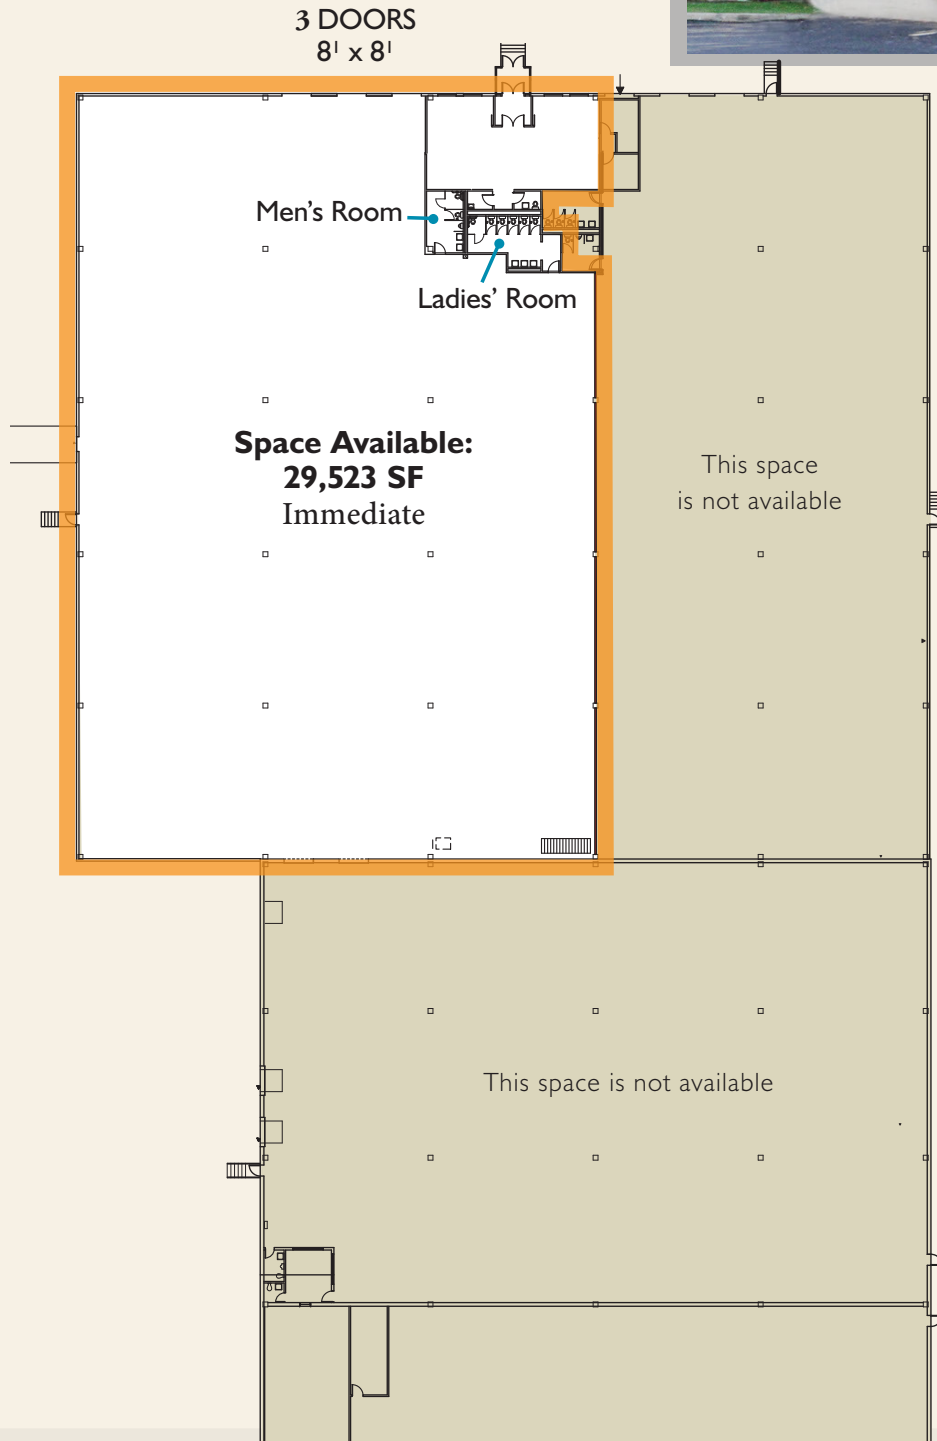 3 DOORS
8' x 8'
Men's Room
Ladies' Room
Space Available:
29,523 SF
Immediate
This space
is not available
This space is not available